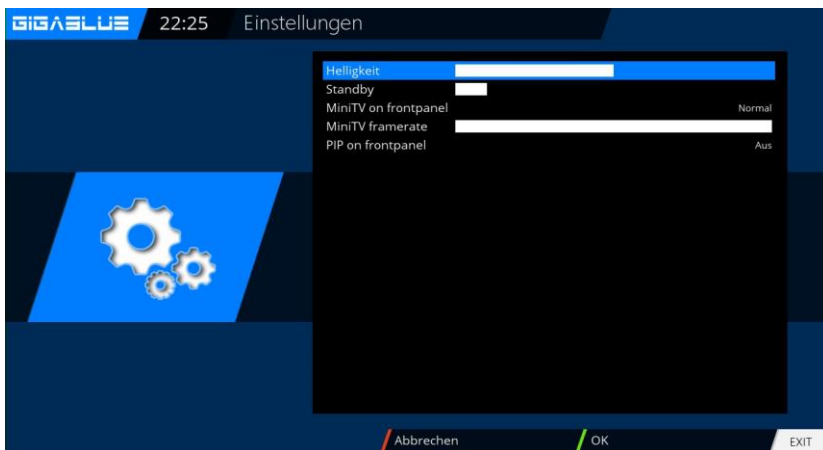 GIGABLUE 22:25 Einstellungen
Helligkeit
Standby
MiniTV on frontpanel Normal
MiniTV framerate
PIP on frontpanel Aus
Abbrechen OK EXIT